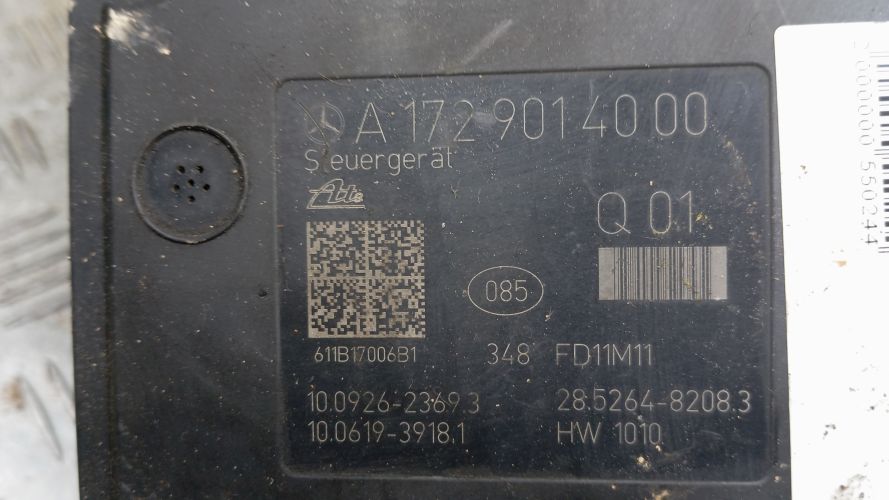 A 172 901 40 00
Steuergerät
Ate
Q 01
085
611B17006B1
348 FD11M11
10.0926-2369.3
28.5264-8208.3
10.0619-3918.1
HW 1010